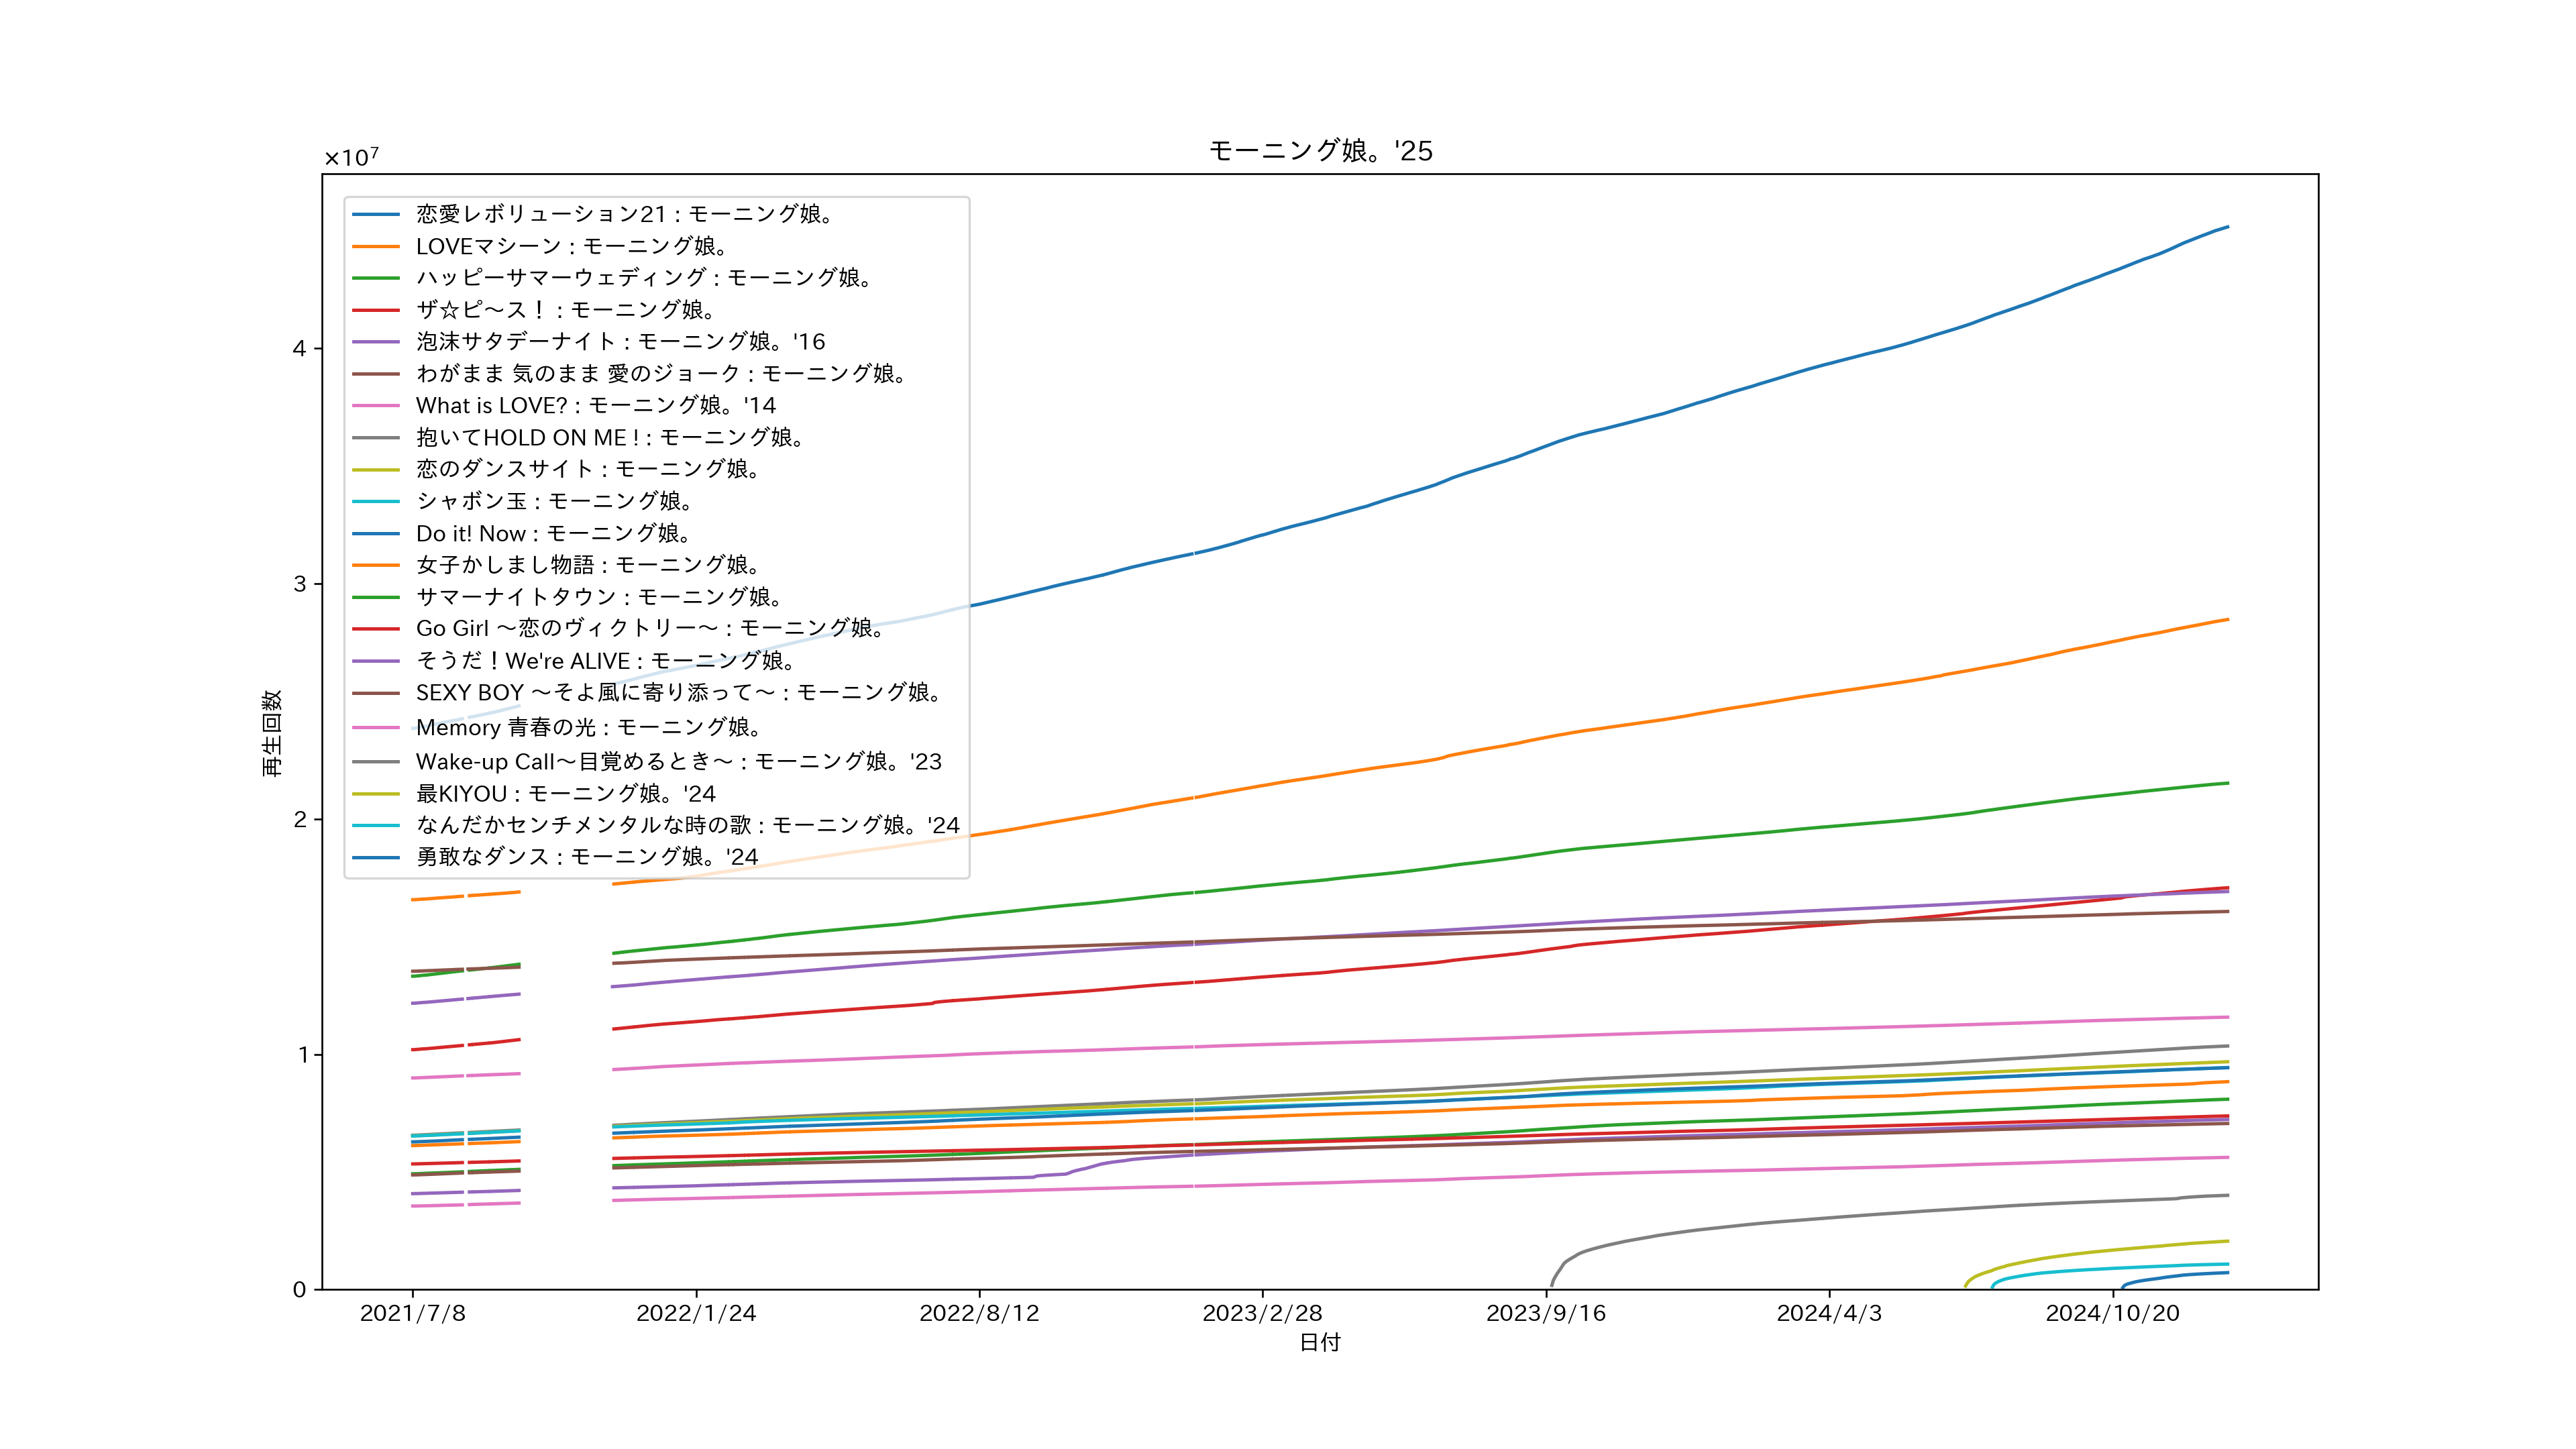 モーニング娘。'25
×10⁷
恋愛レボリューション21 : モーニング娘。
LOVEマシーン : モーニング娘。
ハッピーサマーウェディング : モーニング娘。
ザ☆ピ～ス！ : モーニング娘。
泡沫サタデーナイト : モーニング娘。'16
わがまま 気のまま 愛のジョーク : モーニング娘。
What is LOVE? : モーニング娘。'14
抱いてHOLD ON ME ! : モーニング娘。
恋のダンスサイト : モーニング娘。
シャボン玉 : モーニング娘。
Do it! Now : モーニング娘。
女子かしまし物語 : モーニング娘。
サマーナイトタウン : モーニング娘。
Go Girl ～恋のヴィクトリー～ : モーニング娘。
そうだ！We're ALIVE : モーニング娘。
SEXY BOY ～そよ風に寄り添って～ : モーニング娘。
Memory 青春の光 : モーニング娘。
Wake-up Call～目覚めるとき～ : モーニング娘。'23
最KIYOU : モーニング娘。'24
なんだかセンチメンタルな時の歌 : モーニング娘。'24
勇敢なダンス : モーニング娘。'24
再生回数
4
3
2
1
0
2021/7/8 2022/1/24 2022/8/12 2023/2/28 2023/9/16 2024/4/3 2024/10/20
日付